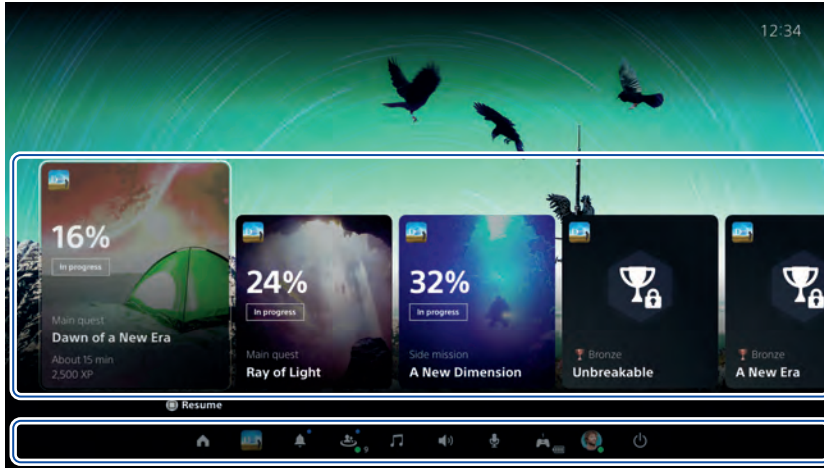 12:34
16%
In progress
Main quest
Dawn of a New Era
About 15 min
2,500 XP
24%
In progress
Main quest
Ray of Light
32%
In progress
Side mission
A New Dimension
Bronze
Unbreakable
Bronze
A New Era
Resume
9